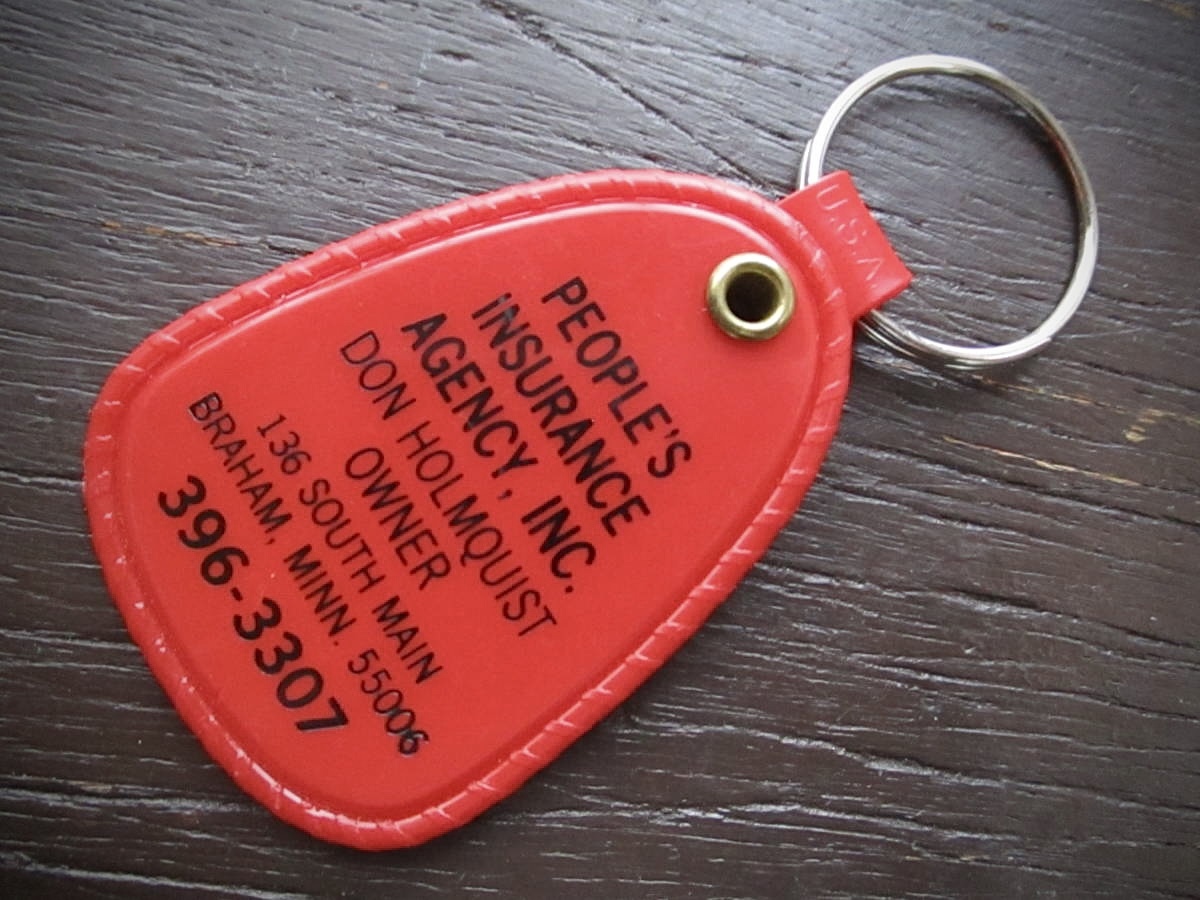 U.S.A.
PEOPLE'S
INSURANCE
AGENCY, INC.
DON HOLMQUIST
OWNER
136 SOUTH MAIN
BRAHAM, MINN. 55006
396-3307